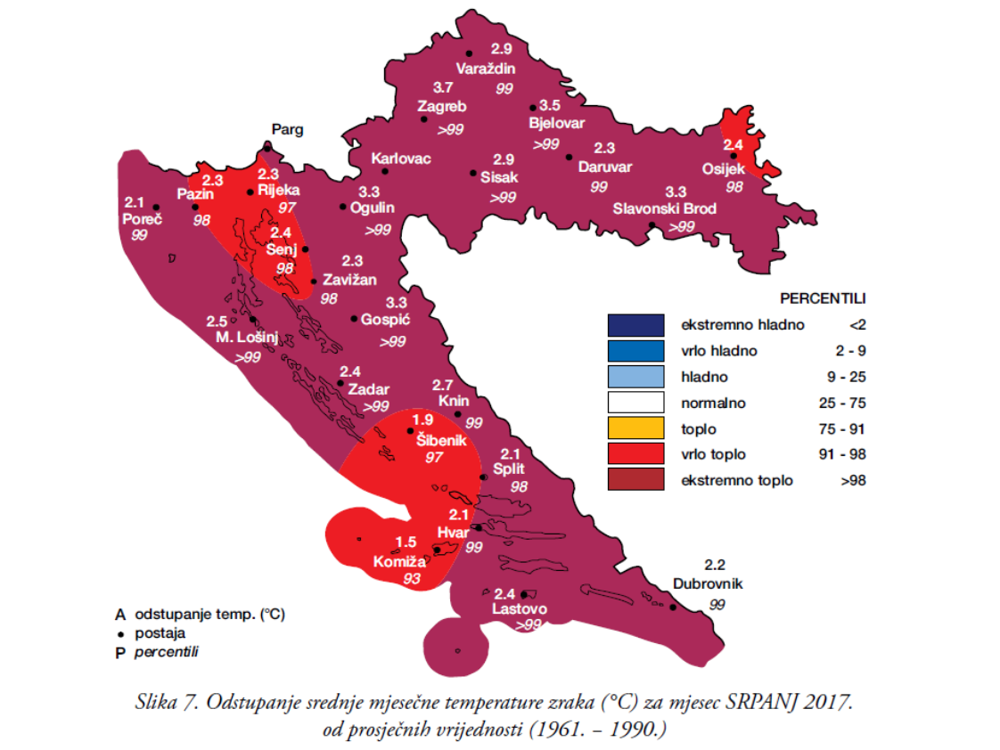 2.9
Varaždin
99
3.7
Zagreb
>99
3.5
Bjelovar
>99
Parg
2.4
Osijek
98
2.3
Daruvar
99
Karlovac
2.9
Sisak
>99
2.3
Pazin
98
2.3
Rijeka
97
2.1
Poreč
99
3.3
Ogulin
>99
3.3
Slavonski Brod
>99
2.4
Senj
98
2.3
Zavižan
98
3.3
Gospić
>99
2.5
M. Lošinj
>99
2.4
Zadar
>99
2.7
Knin
99
1.9
Šibenik
97
2.1
Split
98
2.1
Hvar
99
1.5
Komiža
93
2.4
Lastovo
>99
2.2
Dubrovnik
99
PERCENTILI
ekstremno hladno <2
vrlo hladno 2 - 9
hladno 9 - 25
normalno 25 - 75
toplo 75 - 91
vrlo toplo 91 - 98
ekstremno toplo >98
A odstupanje temp. (°C)
• postaja
P percentili
Slika 7. Odstupanje srednje mjesečne temperature zraka (°C) za mjesec SRPANJ 2017.
od prosječnih vrijednosti (1961. – 1990.)